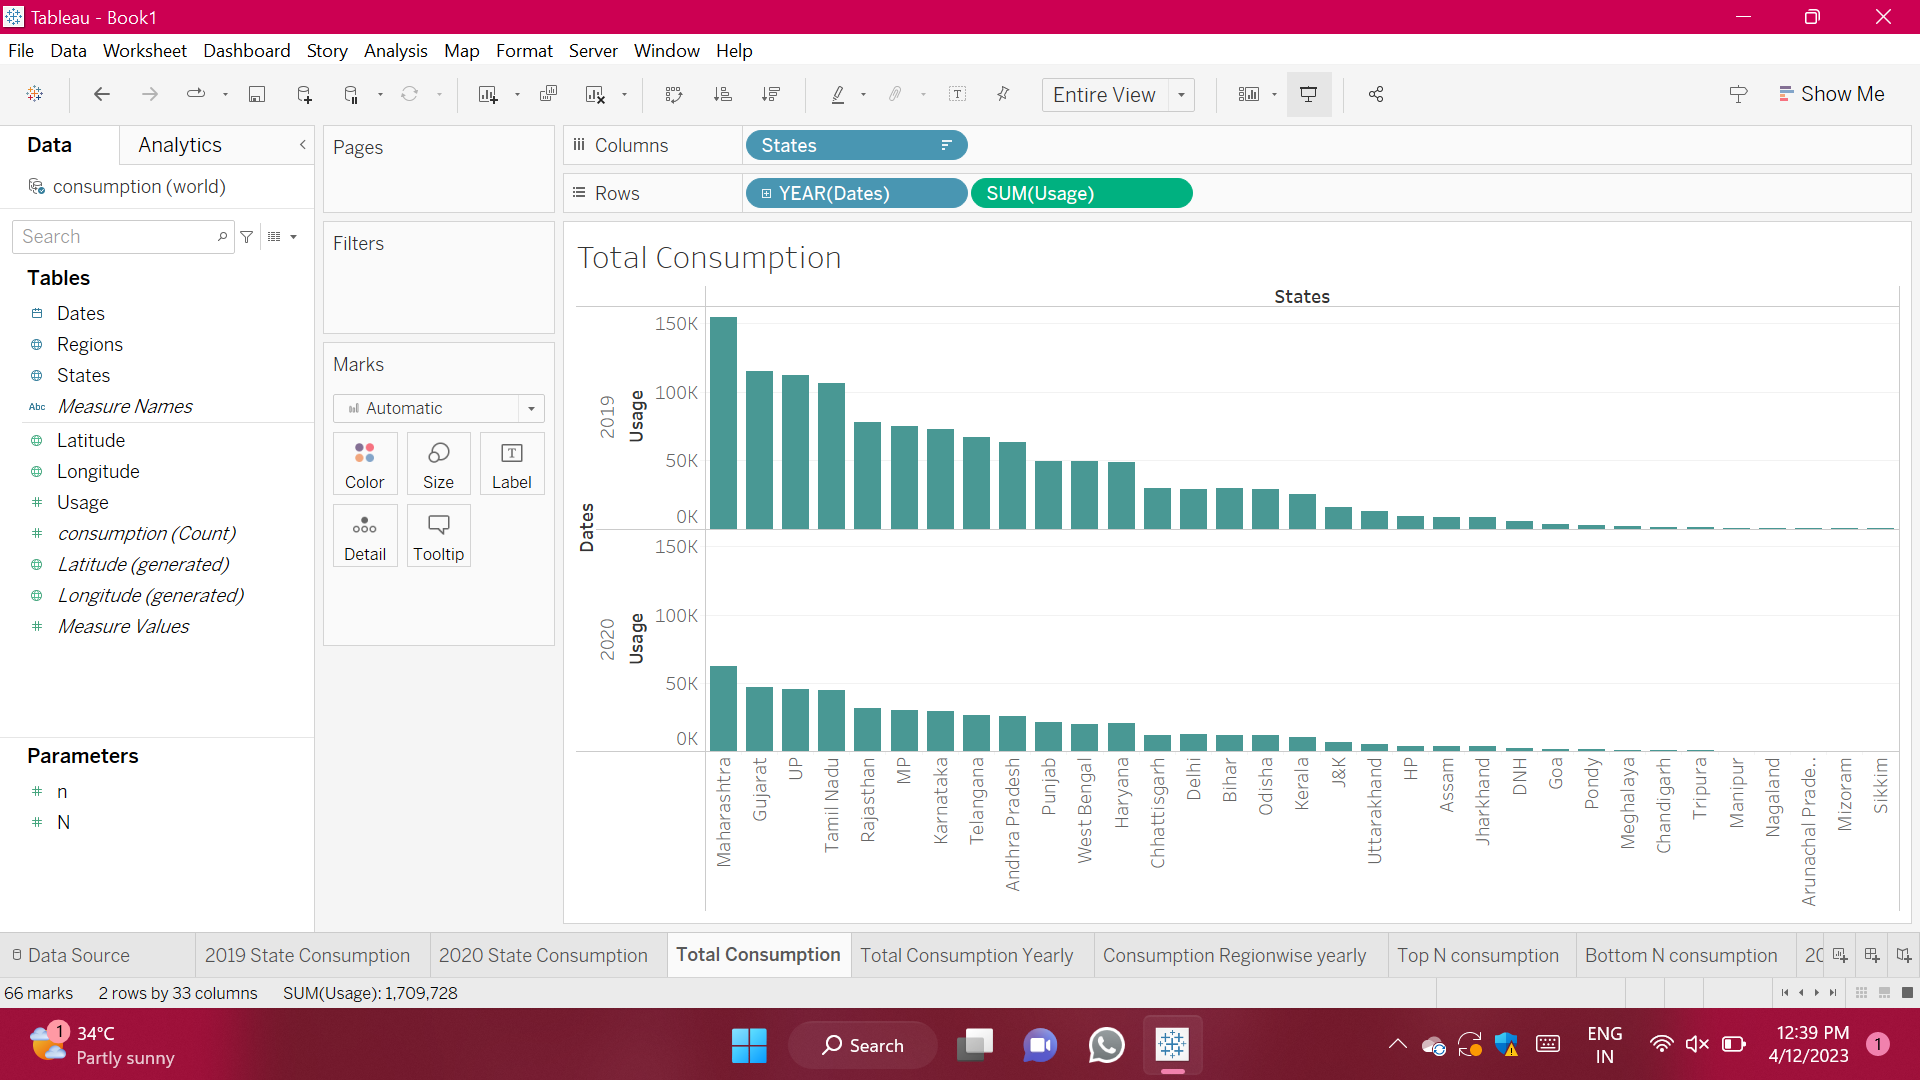 Tableau - Book1
File Data Worksheet Dashboard Story Analysis Map Format Server Window Help
Entire View
Show Me
Data
Analytics
consumption (world)
Search
Tables
Dates
Regions
States
Abc Measure Names
Latitude
Longitude
Usage
consumption (Count)
Latitude (generated)
Longitude (generated)
Measure Values
Parameters
n
N
Pages
Filters
Marks
Automatic
Color
Size
Label
Detail
Tooltip
Columns
States
Rows
YEAR(Dates)
SUM(Usage)
Total Consumption
States
Dates
2019
Usage
150K
100K
50K
0K
2020
Usage
150K
100K
50K
0K
Maharashtra
Gujarat
UP
Tamil Nadu
Rajasthan
MP
Karnataka
Telangana
Andhra Pradesh
Punjab
West Bengal
Haryana
Chhattisgarh
Delhi
Bihar
Odisha
Kerala
J&K
Uttarakhand
HP
Assam
Jharkhand
DNH
Goa
Pondy
Meghalaya
Chandigarh
Tripura
Manipur
Nagaland
Arunachal Prade..
Mizoram
Sikkim
Data Source
2019 State Consumption
2020 State Consumption
Total Consumption
Total Consumption Yearly
Consumption Regionwise yearly
Top N consumption
Bottom N consumption
20
66 marks
2 rows by 33 columns
SUM(Usage): 1,709,728
1
34°C
Partly sunny
Search
ENG
IN
12:39 PM
4/12/2023
1